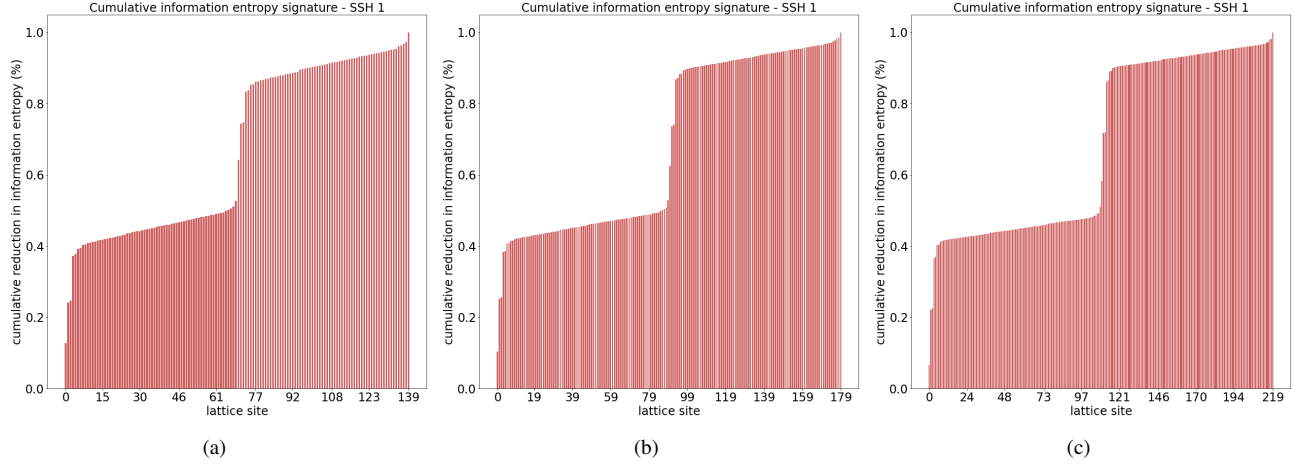 Cumulative information entropy signature - SSH 1
cumulative reduction in information entropy (%)
1.0
0.8
0.6
0.4
0.2
0.0
0 15 30 46 61 77 92 108 123 139
lattice site
(a)
Cumulative information entropy signature - SSH 1
cumulative reduction in information entropy (%)
1.0
0.8
0.6
0.4
0.2
0.0
0 19 39 59 79 99 119 139 159 179
lattice site
(b)
Cumulative information entropy signature - SSH 1
cumulative reduction in information entropy (%)
1.0
0.8
0.6
0.4
0.2
0.0
0 24 48 73 97 121 146 170 194 219
lattice site
(c)